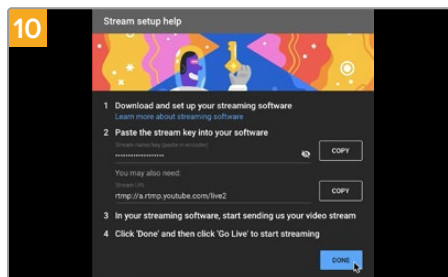 10
Stream setup help
1 Download and set up your streaming software
Learn more about streaming software
2 Paste the stream key into your software
Stream name/key (paste in encoder)
COPY
You may also need:
Stream URL
rtmp://a.rtmp.youtube.com/live2
COPY
3 In your streaming software, start sending us your video stream
4 Click 'Done' and then click 'Go Live' to start streaming
DONE